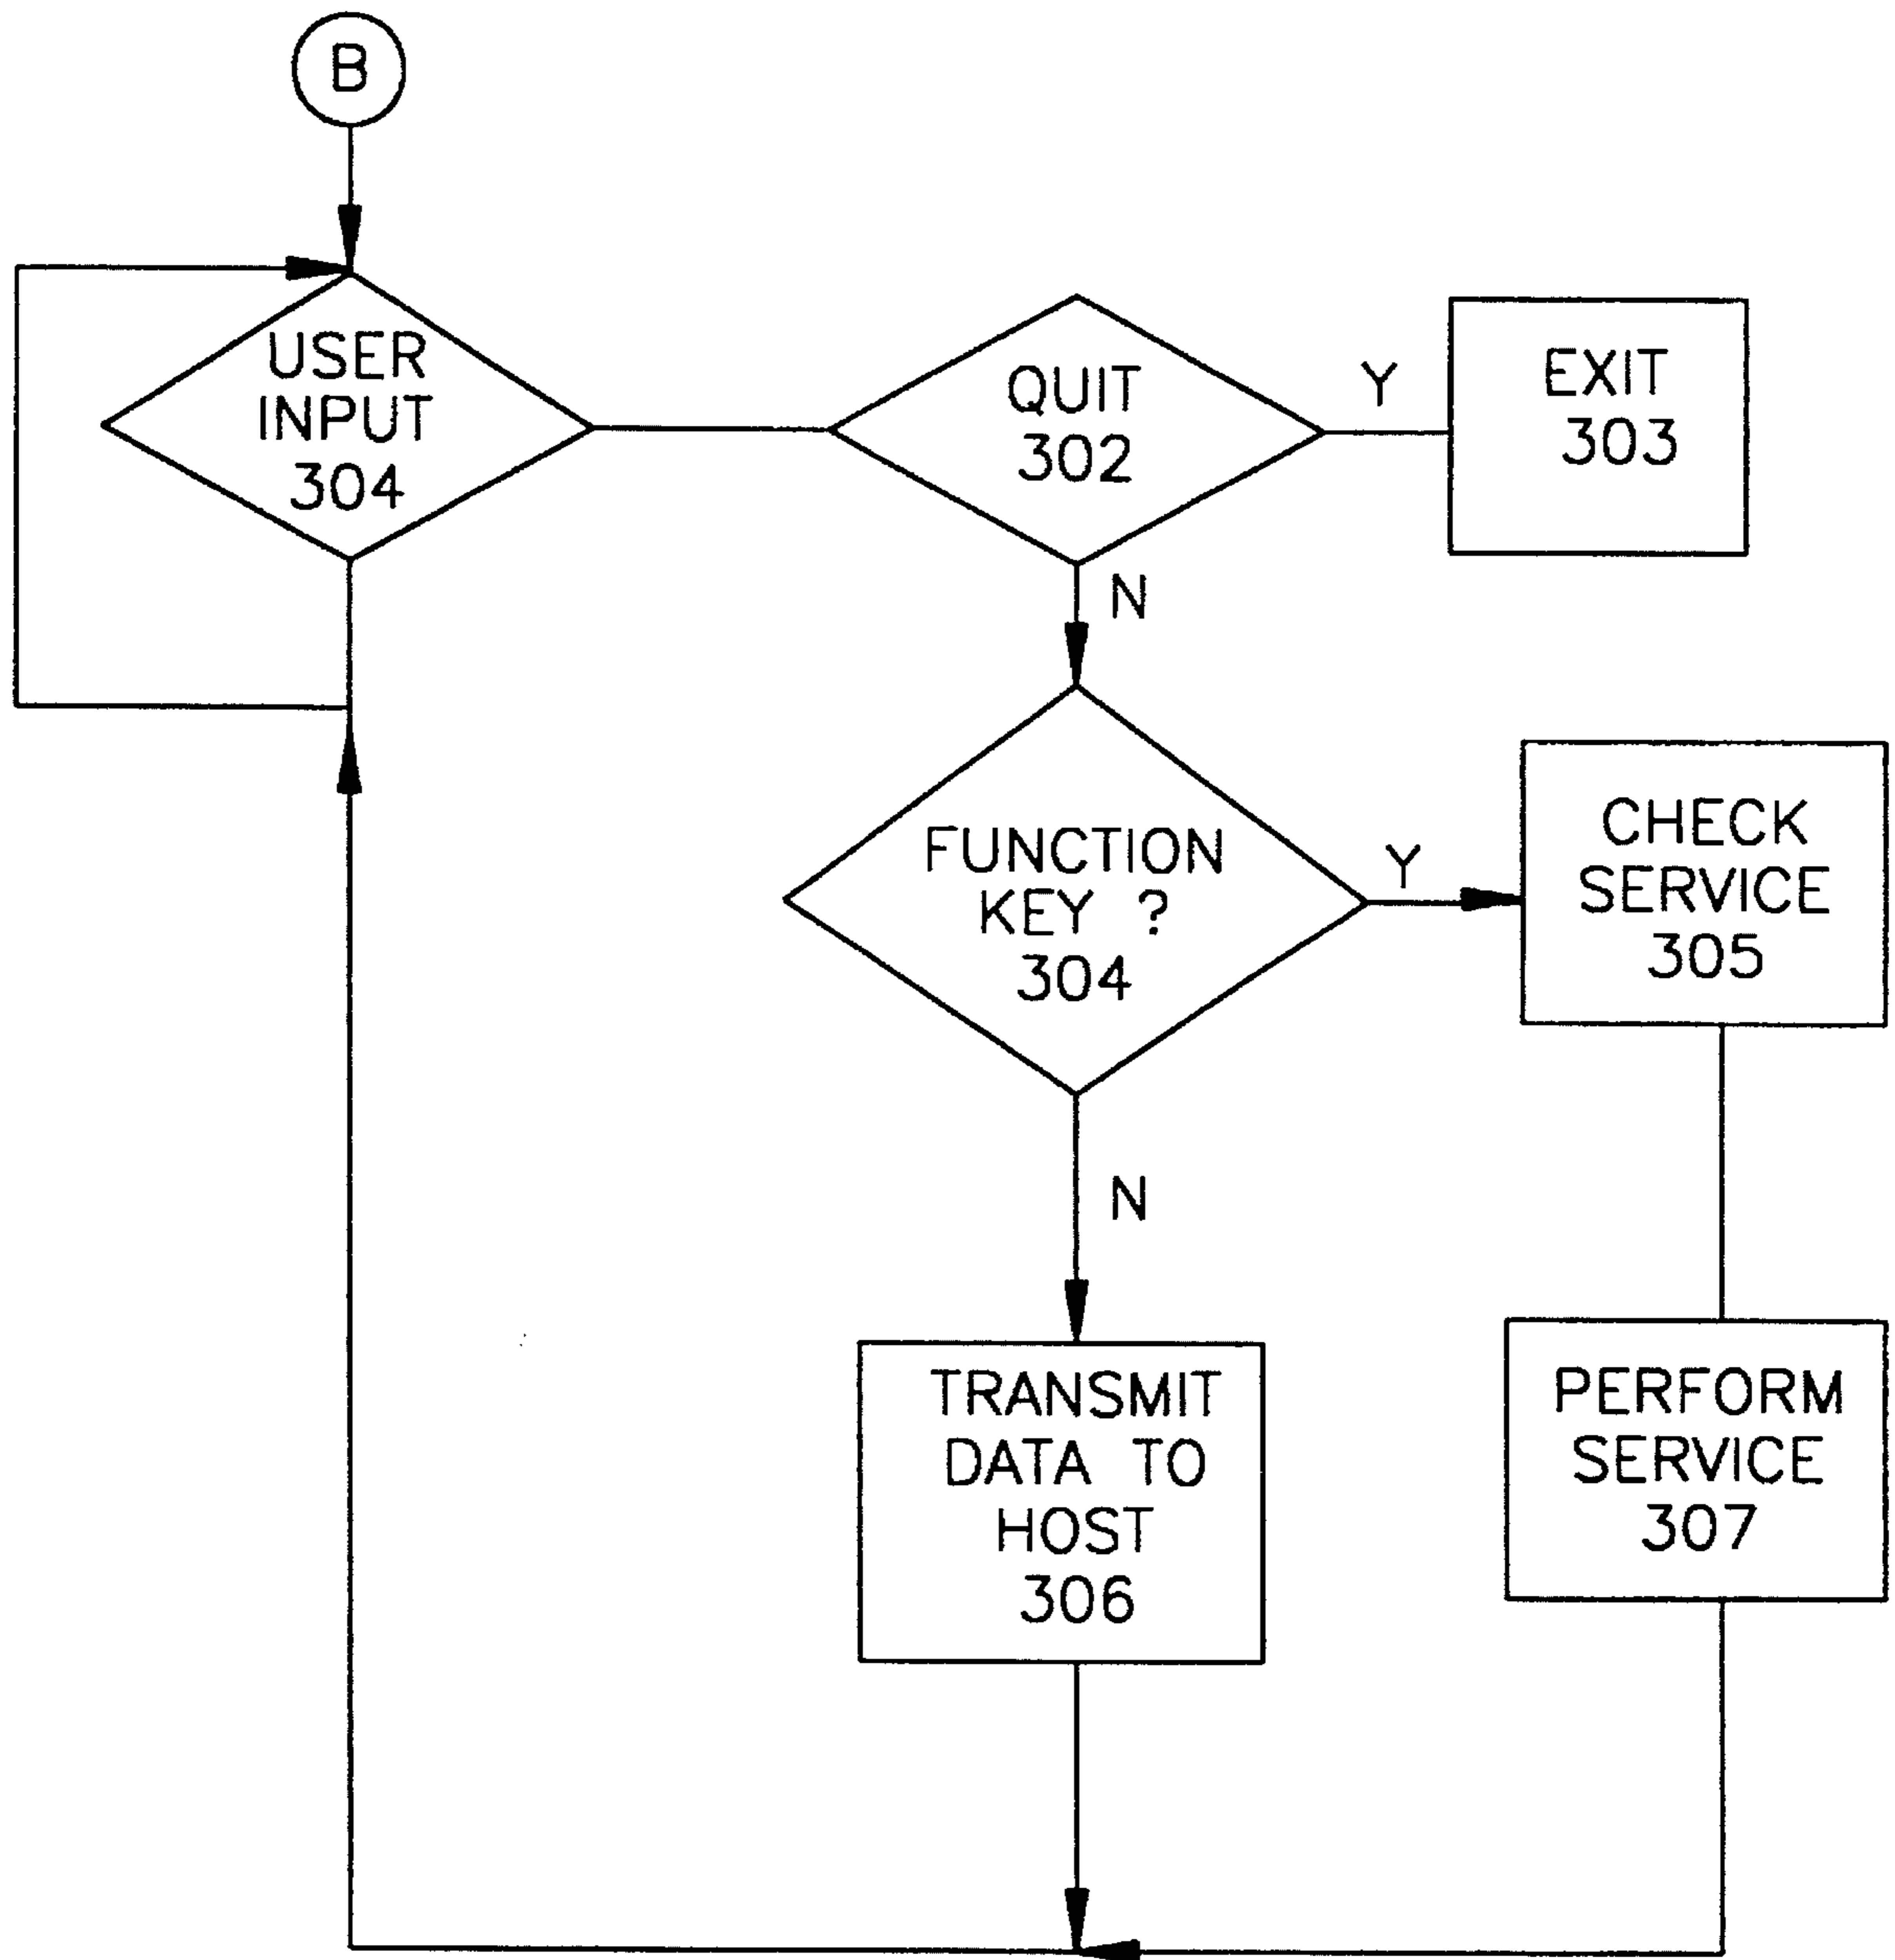 B
USER
INPUT
304
QUIT
302
Y
EXIT
303
N
FUNCTION
KEY ?
304
Y
CHECK
SERVICE
305
N
TRANSMIT
DATA TO
HOST
306
PERFORM
SERVICE
307